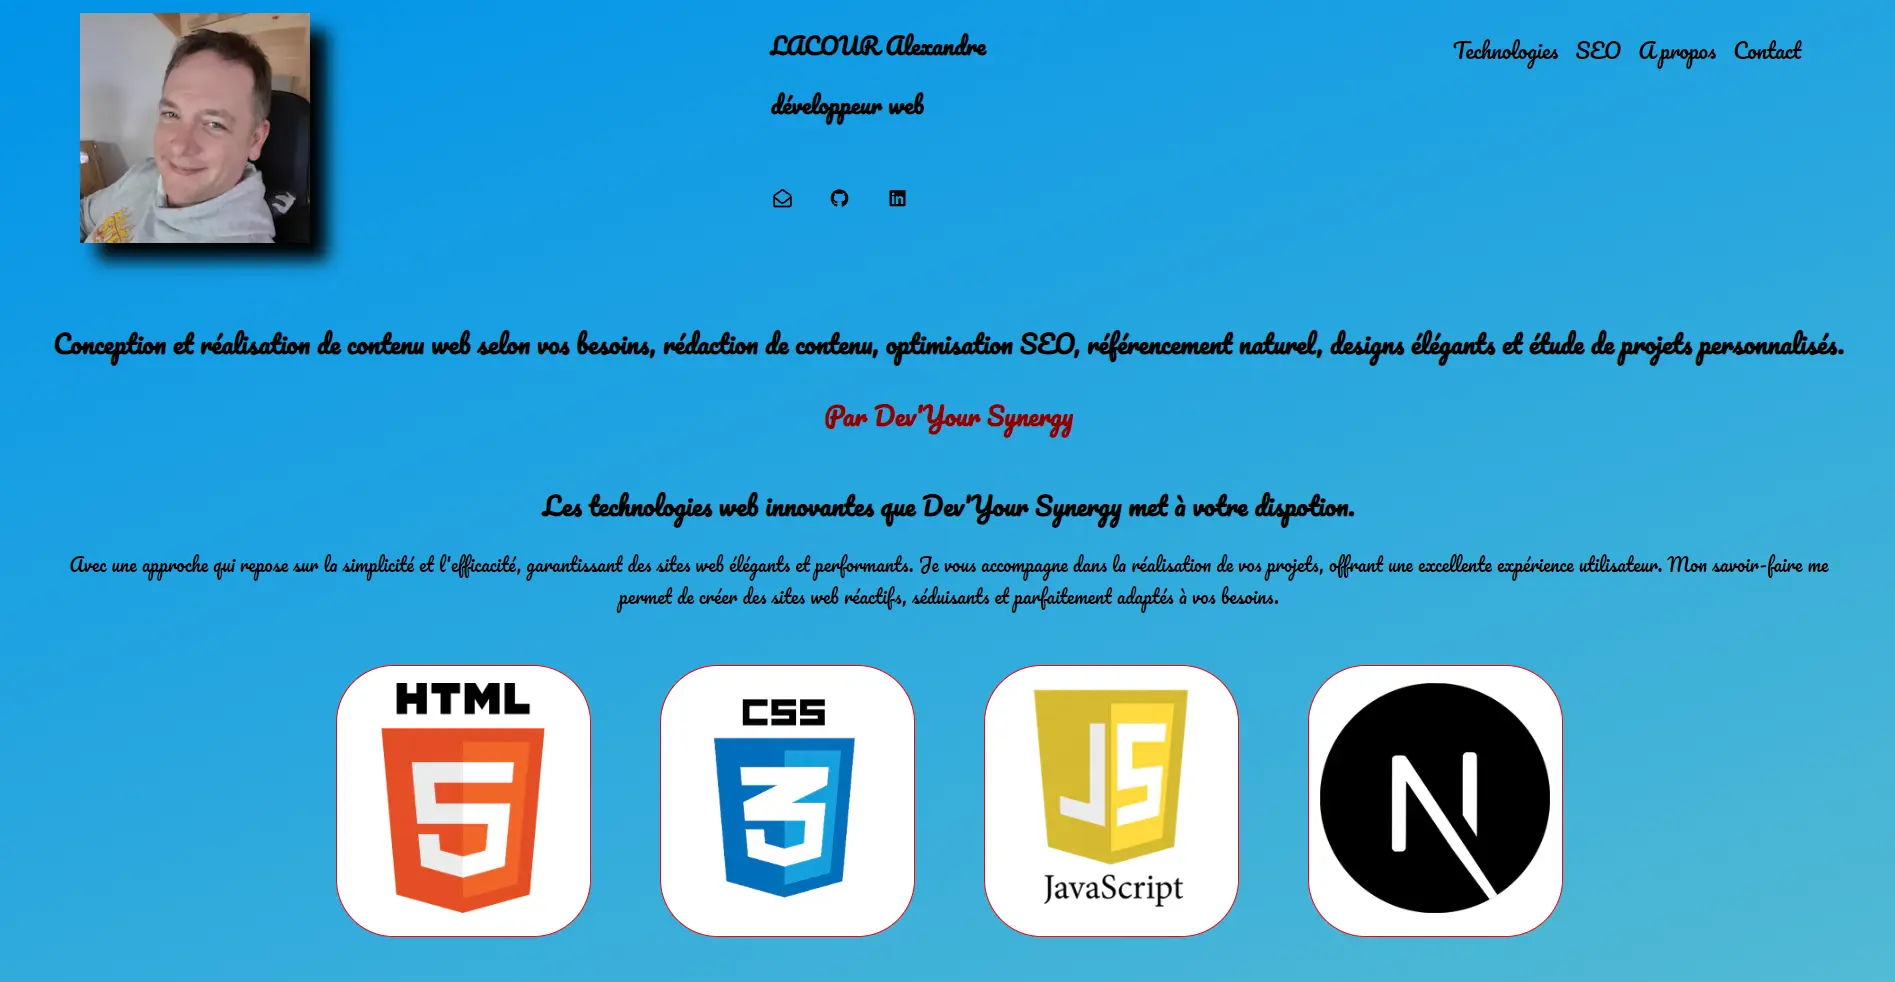 LACOUR Alexandre
développeur web
Technologies SEO A propos Contact
Conception et réalisation de contenu web selon vos besoins, rédaction de contenu, optimisation SEO, référencement naturel, designs élégants et étude de projets personnalisés.
Par Dev'Your Synergy
Les technologies web innovantes que Dev'Your Synergy met à votre dispotion.
Avec une approche qui repose sur la simplicité et l'efficacité, garantissant des sites web élégants et performants. Je vous accompagne dans la réalisation de vos projets, offrant une excellente expérience utilisateur. Mon savoir-faire me
permet de créer des sites web réactifs, séduisants et parfaitement adaptés à vos besoins.
HTML
5
CSS
3
JS
JavaScript
N